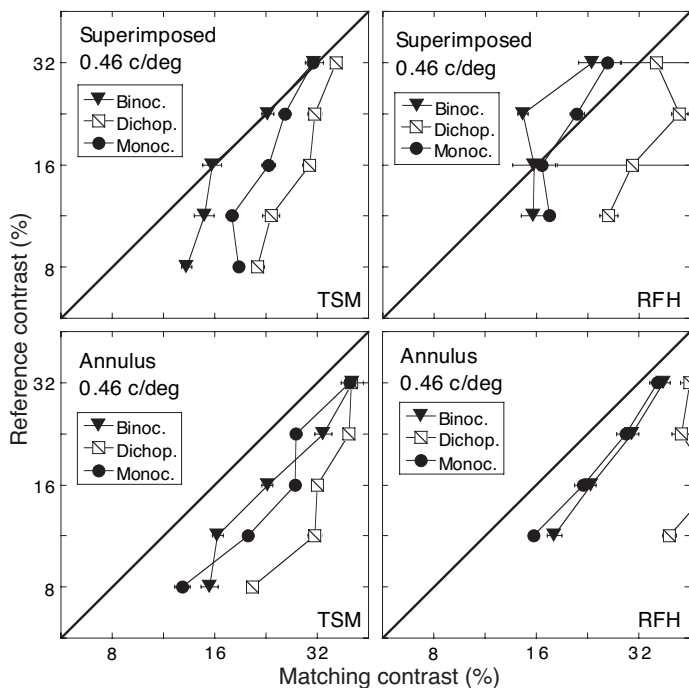 Superimposed
0.46 c/deg
Binoc.
Dichop.
Monoc.
TSM
32
16
8
Superimposed
0.46 c/deg
Binoc.
Dichop.
Monoc.
RFH
Reference contrast (%)
Annulus
0.46 c/deg
Binoc.
Dichop.
Monoc.
TSM
32
16
8
8 16 32
Annulus
0.46 c/deg
Binoc.
Dichop.
Monoc.
RFH
8 16 32
Matching contrast (%)